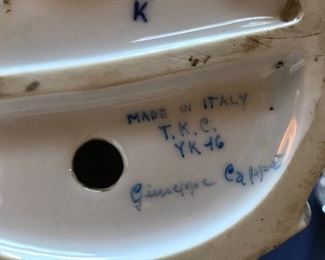 K
MADE IN ITALY
T.K.C.
YK-16
Giuseppe Cappe